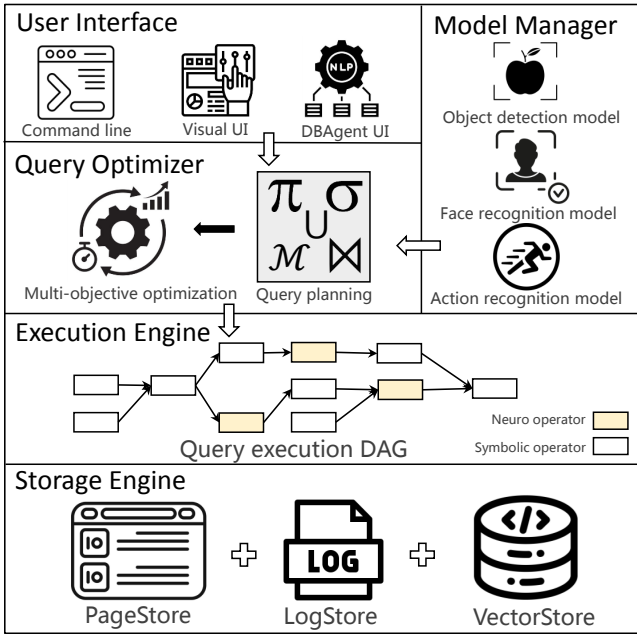 User Interface
Command line
Visual UI
NLP
DBAgent UI
Model Manager
Object detection model
Face recognition model
Action recognition model
Query Optimizer
Multi-objective optimization
π σ
∪
ℳ ⋈
Query planning
Execution Engine
Query execution DAG
Neuro operator
Symbolic operator
Storage Engine
PageStore
LOG
LogStore
</>
VectorStore